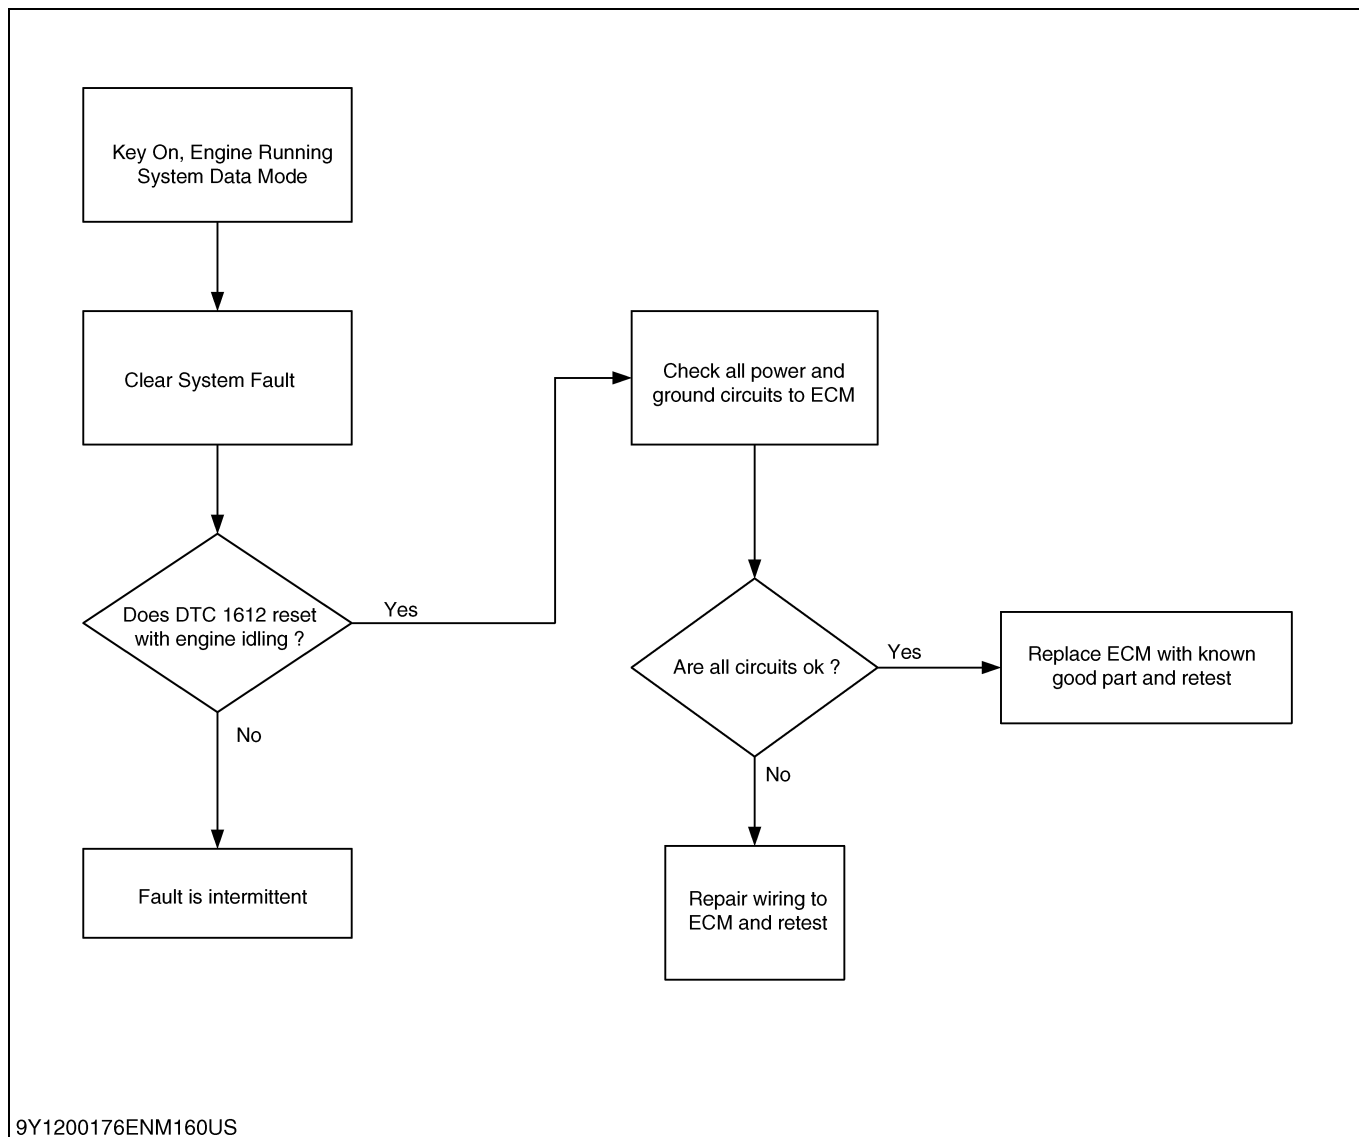 Key On, Engine Running
System Data Mode
Clear System Fault
Does DTC 1612 reset
with engine idling ?
Yes
No
Fault is intermittent
Check all power and
ground circuits to ECM
Are all circuits ok ?
Yes
No
Replace ECM with known
good part and retest
Repair wiring to
ECM and retest
9Y1200176ENM160US